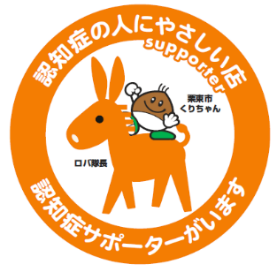 認知症の人にやさしい店
supporter
栗東市
くりちゃん
ロバ隊長
認知症サポーターがいます